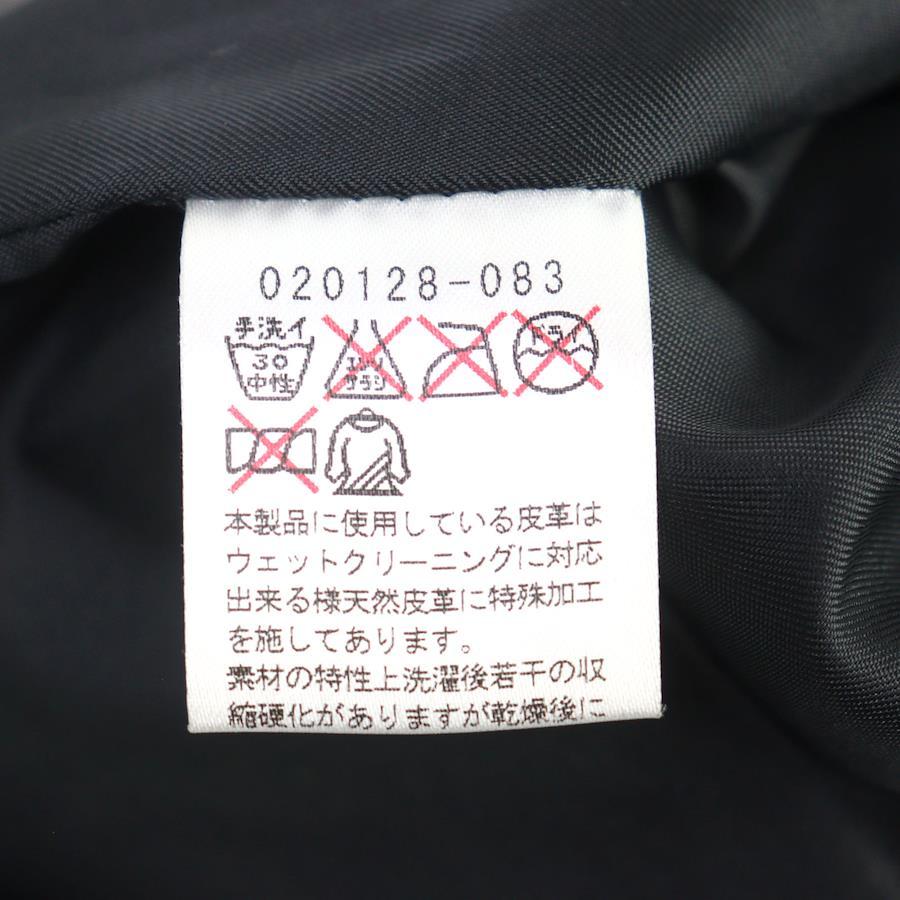 020128-083
手洗イ
30
中性
エンソ
サラシ
ドライ
本製品に使用している皮革は
ウェットクリーニングに対応
出来る様天然皮革に特殊加工
を施してあります。
素材の特性上洗濯後若干の収
縮硬化がありますが乾燥後に